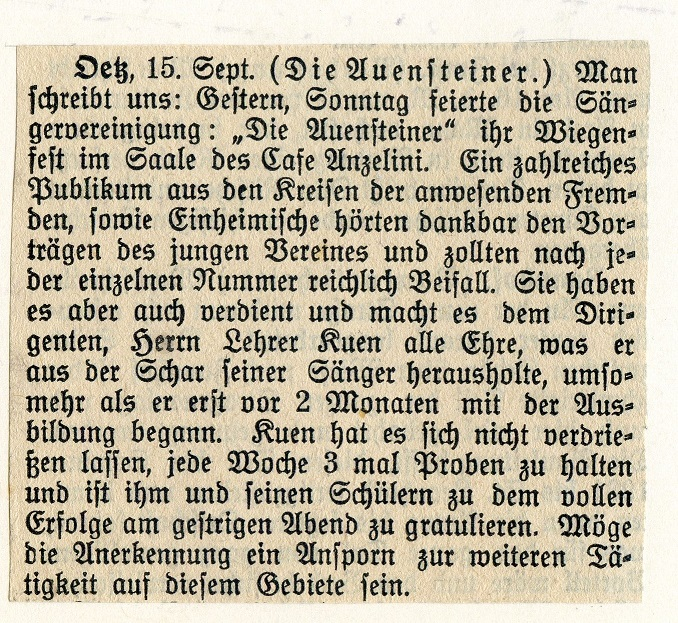 Oetz, 15. Sept. (Die Auensteiner.) Man
schreibt uns: Gestern, Sonntag feierte die Sän-
gervereinigung: „Die Auensteiner“ ihr Wiegen-
fest im Saale des Cafe Anzelini. Ein zahlreiches
Publikum aus den Kreisen der anwesenden Frem-
den, sowie Einheimische hörten dankbar den Vor-
trägen des jungen Vereines und zollten nach je-
der einzelnen Nummer reichlich Beifall. Sie haben
es aber auch verdient und macht es dem Diri-
genten, Herrn Lehrer Kuen alle Ehre, was er
aus der Schar seiner Sänger herausholte, umso-
mehr als er erst vor 2 Monaten mit der Aus-
bildung begann. Kuen hat es sich nicht verdrie-
ßen lassen, jede Woche 3 mal Proben zu halten
und ist ihm und seinen Schülern zu dem vollen
Erfolge am gestrigen Abend zu gratulieren. Möge
die Anerkennung ein Ansporn zur weiteren Tä-
tigkeit auf diesem Gebiete sein.